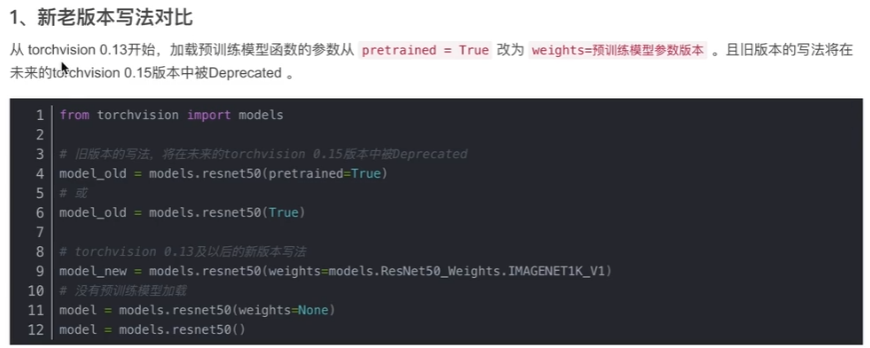 1、新老版本写法对比
从 torchvision 0.13开始，加载预训练模型函数的参数从 pretrained = True 改为 weights=预训练模型参数版本 。且旧版本的写法将在
未来的torchvision 0.15版本中被Deprecated 。
1 from torchvision import models
2
3 # 旧版本的写法，将在未来的torchvision 0.15版本中被Deprecated
4 model_old = models.resnet50(pretrained=True)
5 # 或
6 model_old = models.resnet50(True)
7
8 # torchvision 0.13及以后的新版本写法
9 model_new = models.resnet50(weights=models.ResNet50_Weights.IMAGENET1K_V1)
10 # 没有预训练模型加载
11 model = models.resnet50(weights=None)
12 model = models.resnet50()